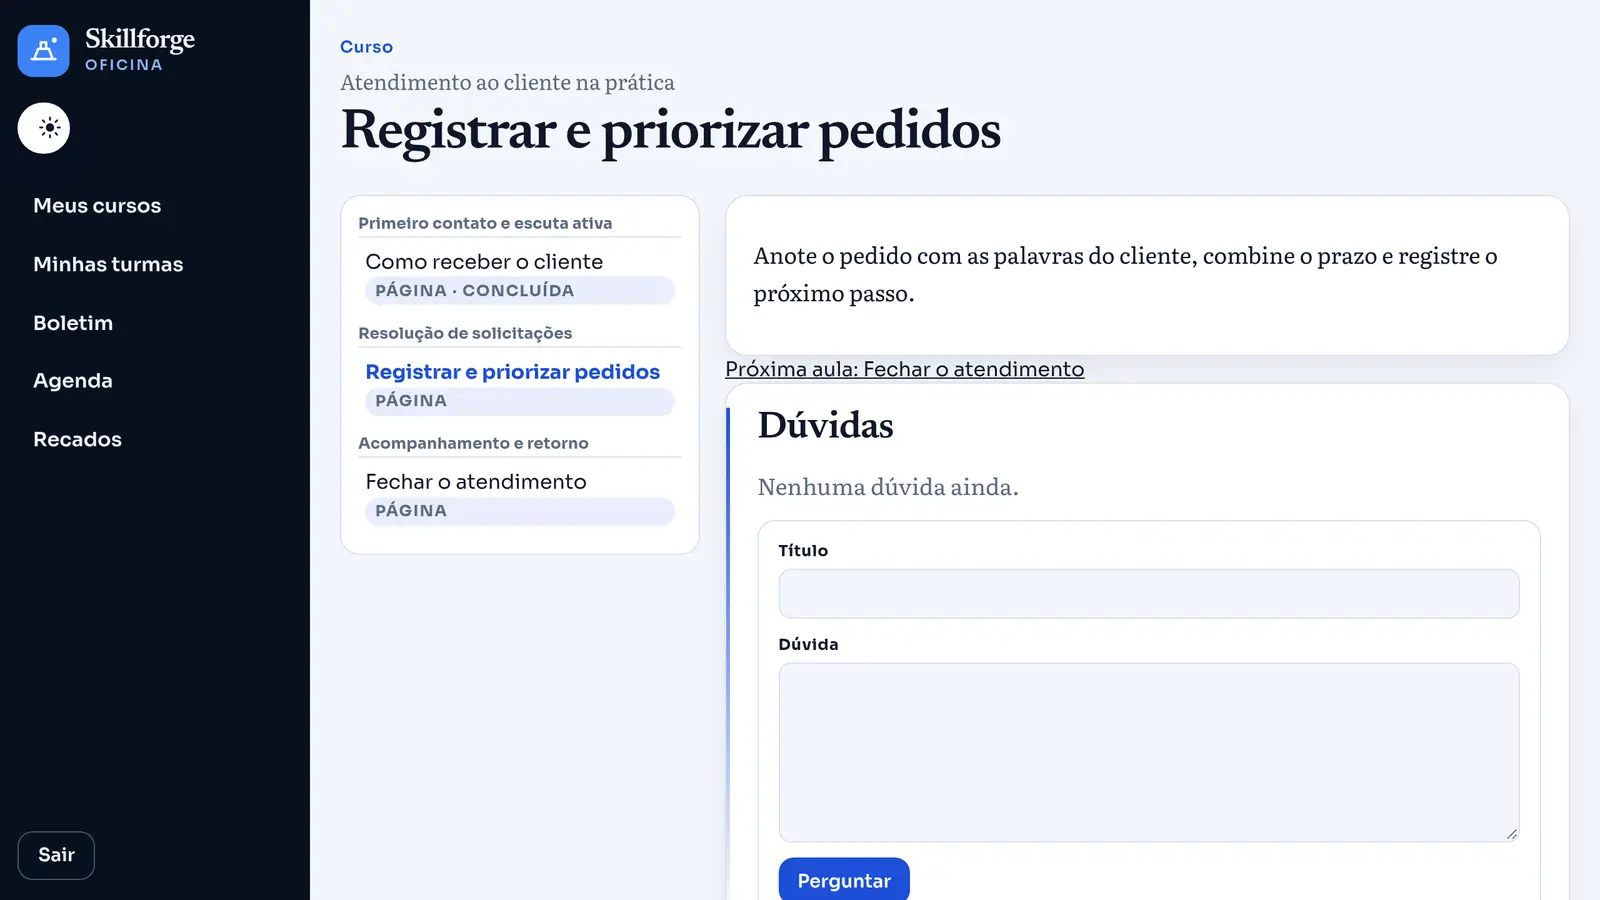 Skillforge
OFICINA
Meus cursos
Minhas turmas
Boletim
Agenda
Recados
Sair
Curso
Atendimento ao cliente na prática
Registrar e priorizar pedidos
Primeiro contato e escuta ativa
Como receber o cliente
PÁGINA · CONCLUÍDA
Resolução de solicitações
Registrar e priorizar pedidos
PÁGINA
Acompanhamento e retorno
Fechar o atendimento
PÁGINA
Anote o pedido com as palavras do cliente, combine o prazo e registre o
próximo passo.
Próxima aula: Fechar o atendimento
Dúvidas
Nenhuma dúvida ainda.
Título
Dúvida
Perguntar